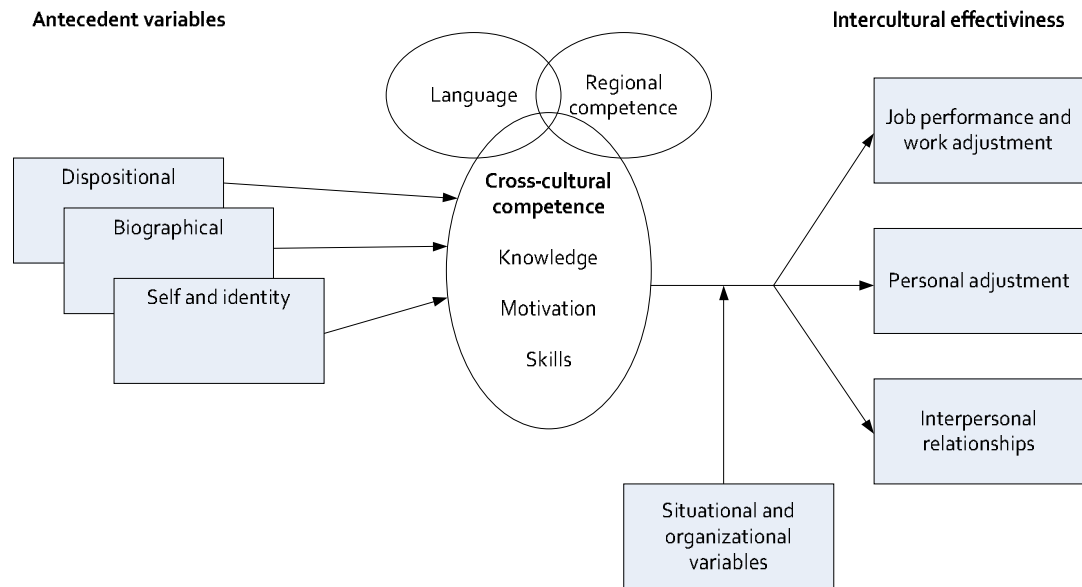 Antecedent variables
Intercultural effectiviness
Language
Regional
competence
Job performance and
work adjustment
Dispositional
Cross-cultural
competence
Biographical
Knowledge
Personal adjustment
Self and identity
Motivation
Skills
Interpersonal
relationships
Situational and
organizational
variables